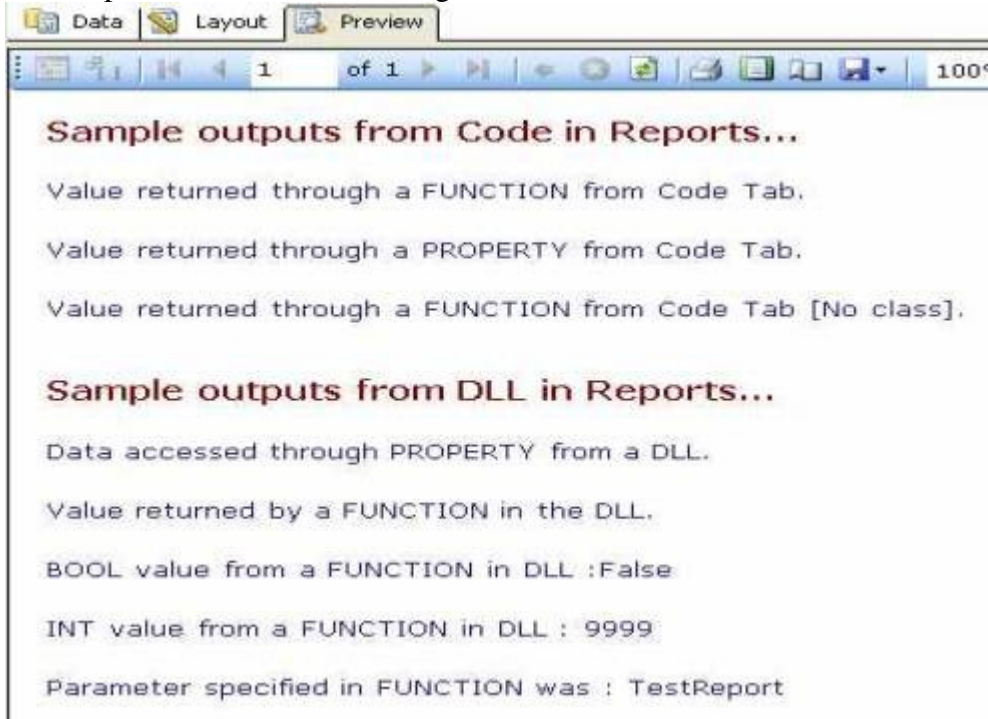 Data Layout Preview
1 of 1 100%
Sample outputs from Code in Reports...
Value returned through a FUNCTION from Code Tab.
Value returned through a PROPERTY from Code Tab.
Value returned through a FUNCTION from Code Tab [No class].
Sample outputs from DLL in Reports...
Data accessed through PROPERTY from a DLL.
Value returned by a FUNCTION in the DLL.
BOOL value from a FUNCTION in DLL :False
INT value from a FUNCTION in DLL : 9999
Parameter specified in FUNCTION was : TestReport